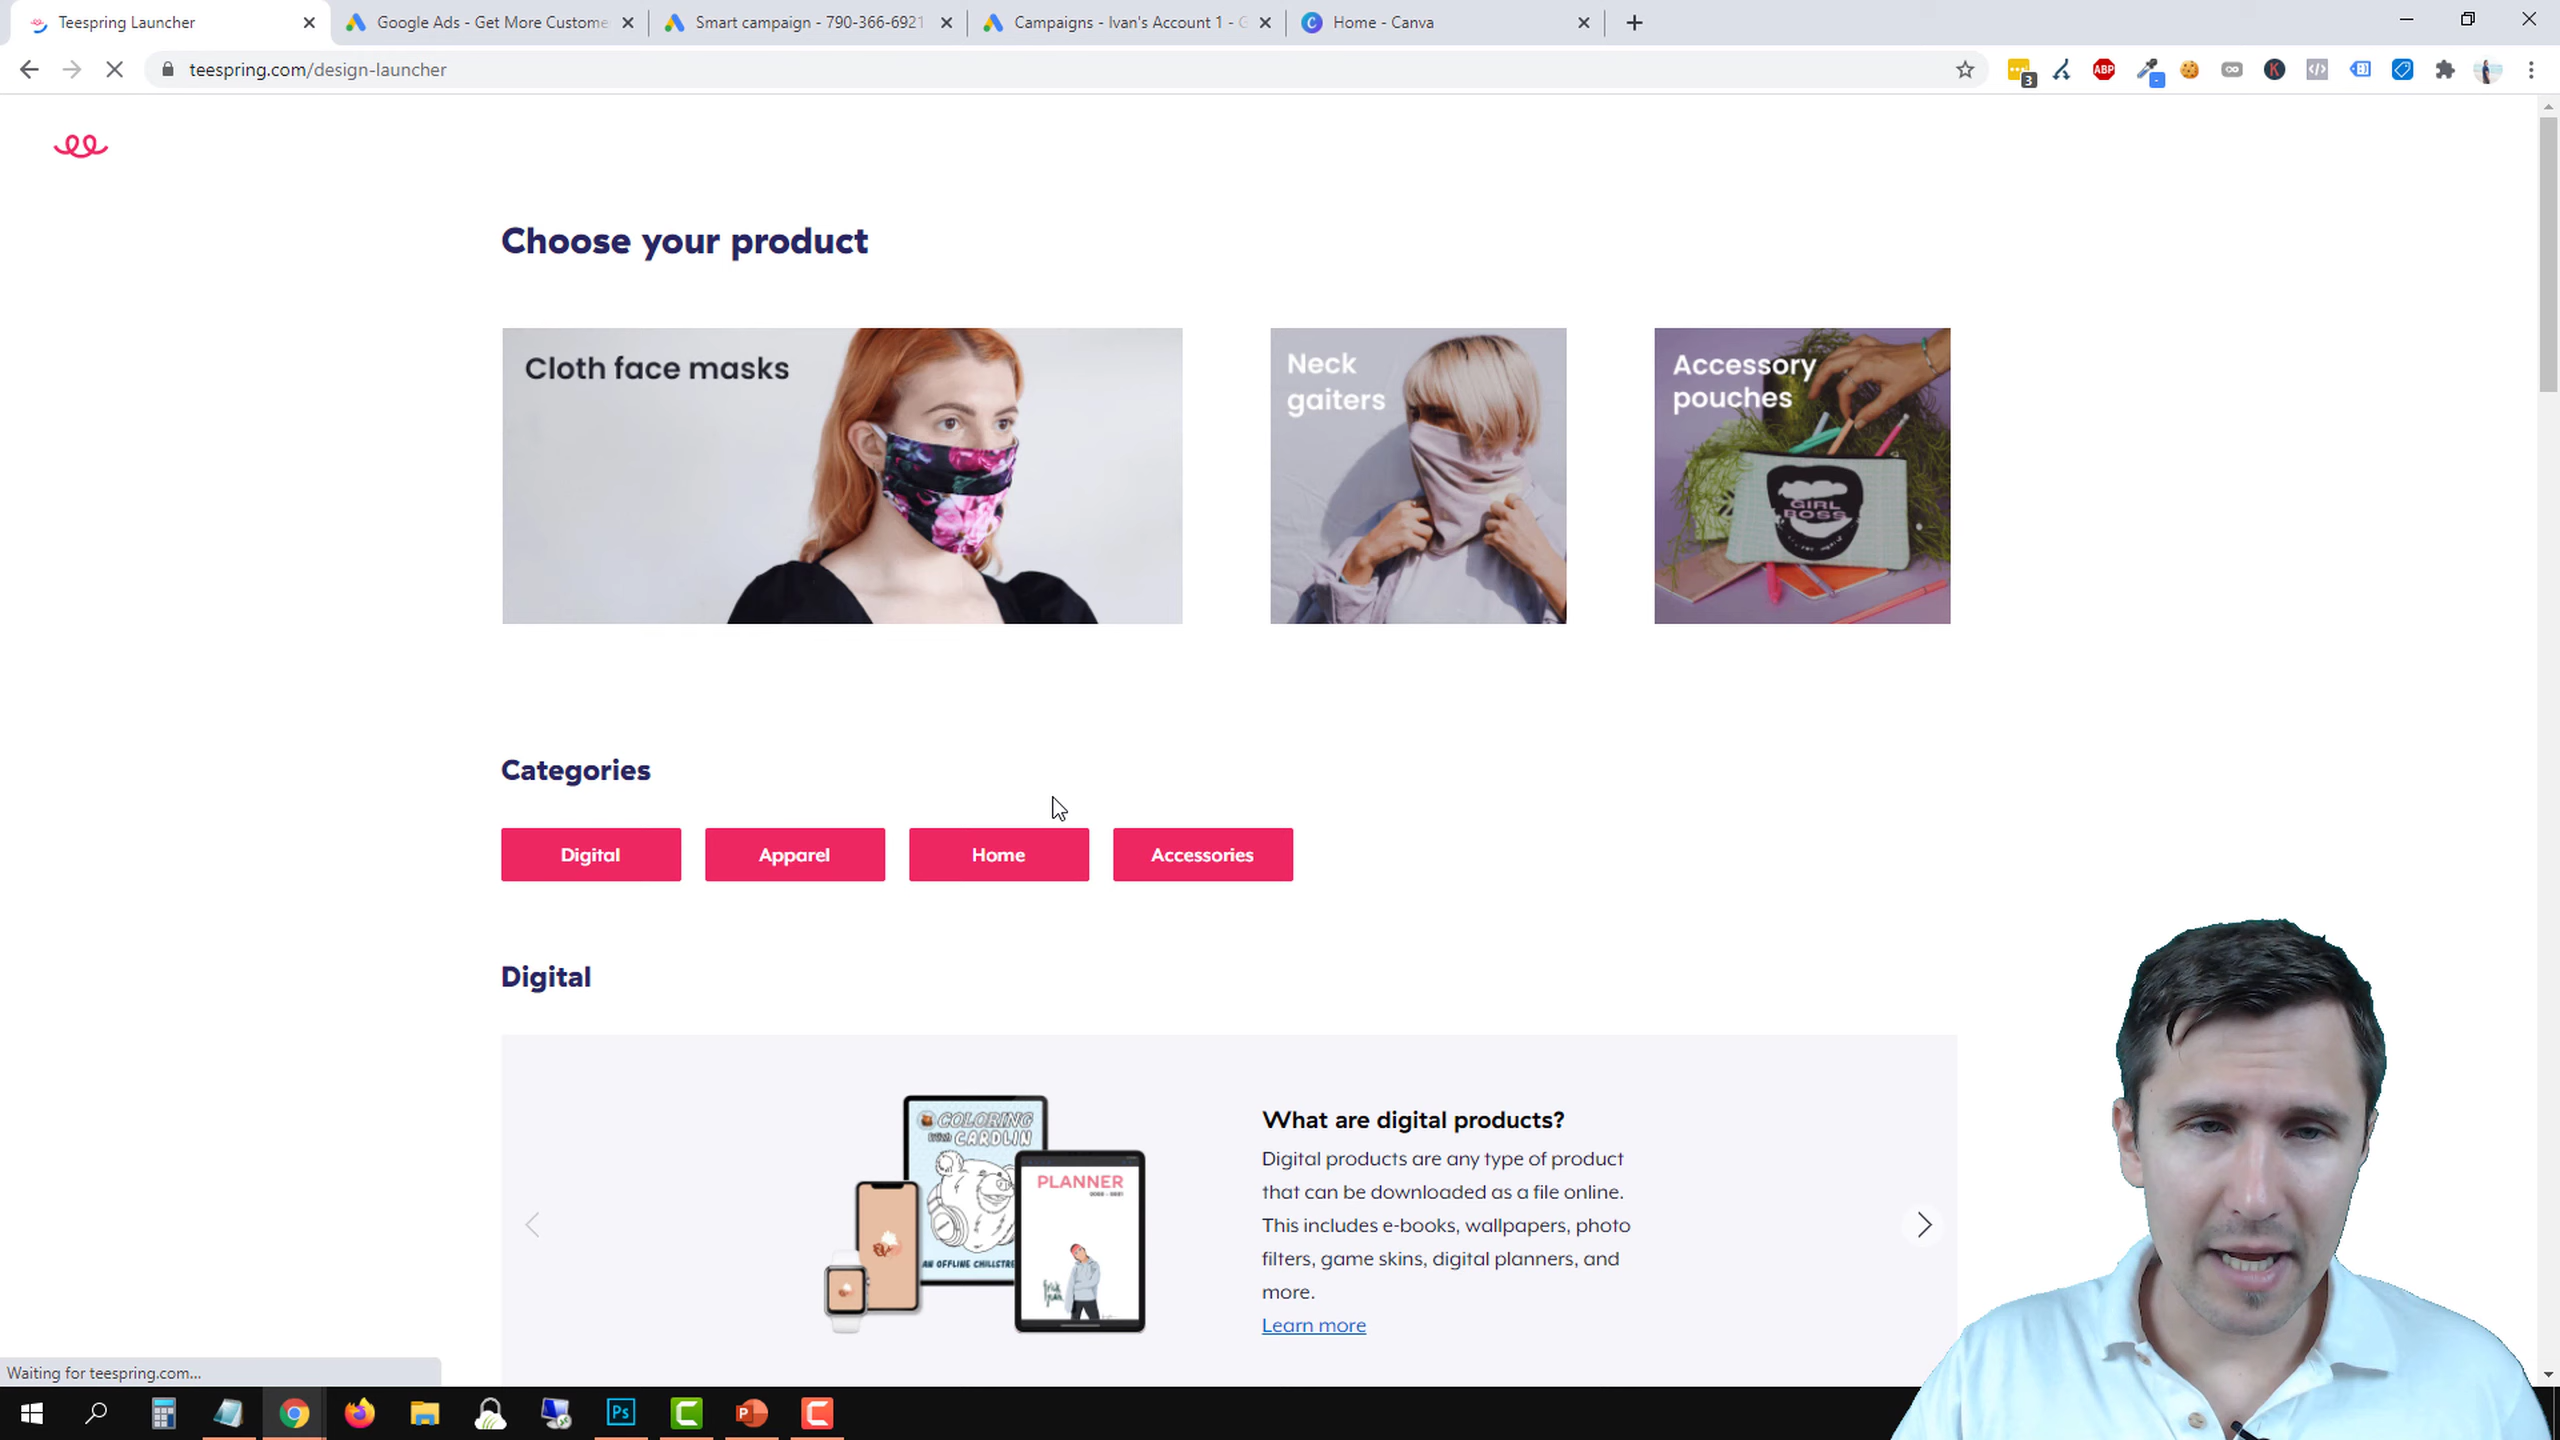 Teespring Launcher
Google Ads - Get More Custome
Smart campaign - 790-366-6921
Campaigns - Ivan's Account 1 - G
Home - Canva
teespring.com/design-launcher
3
ABP
Choose your product
Cloth face masks
Neck
gaiters
Accessory
pouches
GIRL
BOSS
Categories
Digital
Apparel
Home
Accessories
Digital
COLORING
With CARDLIN
AN OFFLINE CHILLSTRE
PLANNER
What are digital products?
Digital products are any type of product
that can be downloaded as a file online.
This includes e-books, wallpapers, photo
filters, game skins, digital planners, and
more.
Learn more
Waiting for teespring.com...
Ps